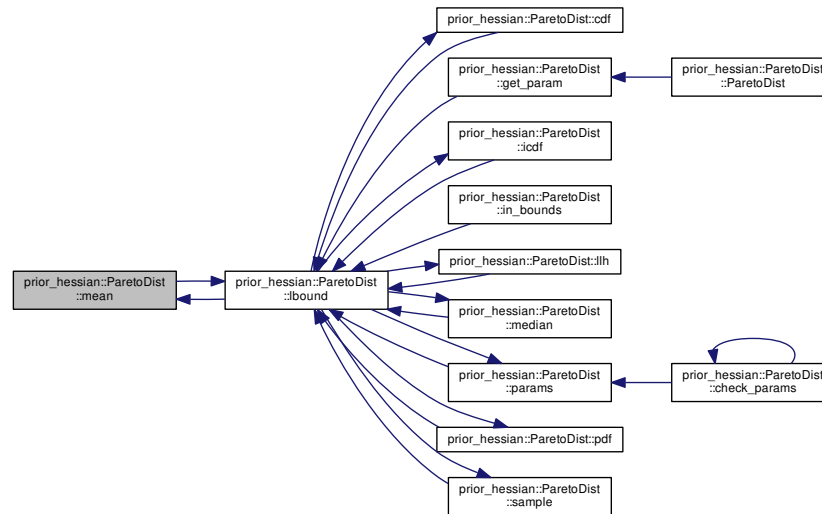 prior_hessian::ParetoDist::cdf
prior_hessian::ParetoDist
::get_param
prior_hessian::ParetoDist
::ParetoDist
prior_hessian::ParetoDist
::icdf
prior_hessian::ParetoDist
::in_bounds
prior_hessian::ParetoDist::llh
prior_hessian::ParetoDist
::mean
prior_hessian::ParetoDist
::lbound
prior_hessian::ParetoDist
::median
prior_hessian::ParetoDist
::params
prior_hessian::ParetoDist
::check_params
prior_hessian::ParetoDist::pdf
prior_hessian::ParetoDist
::sample